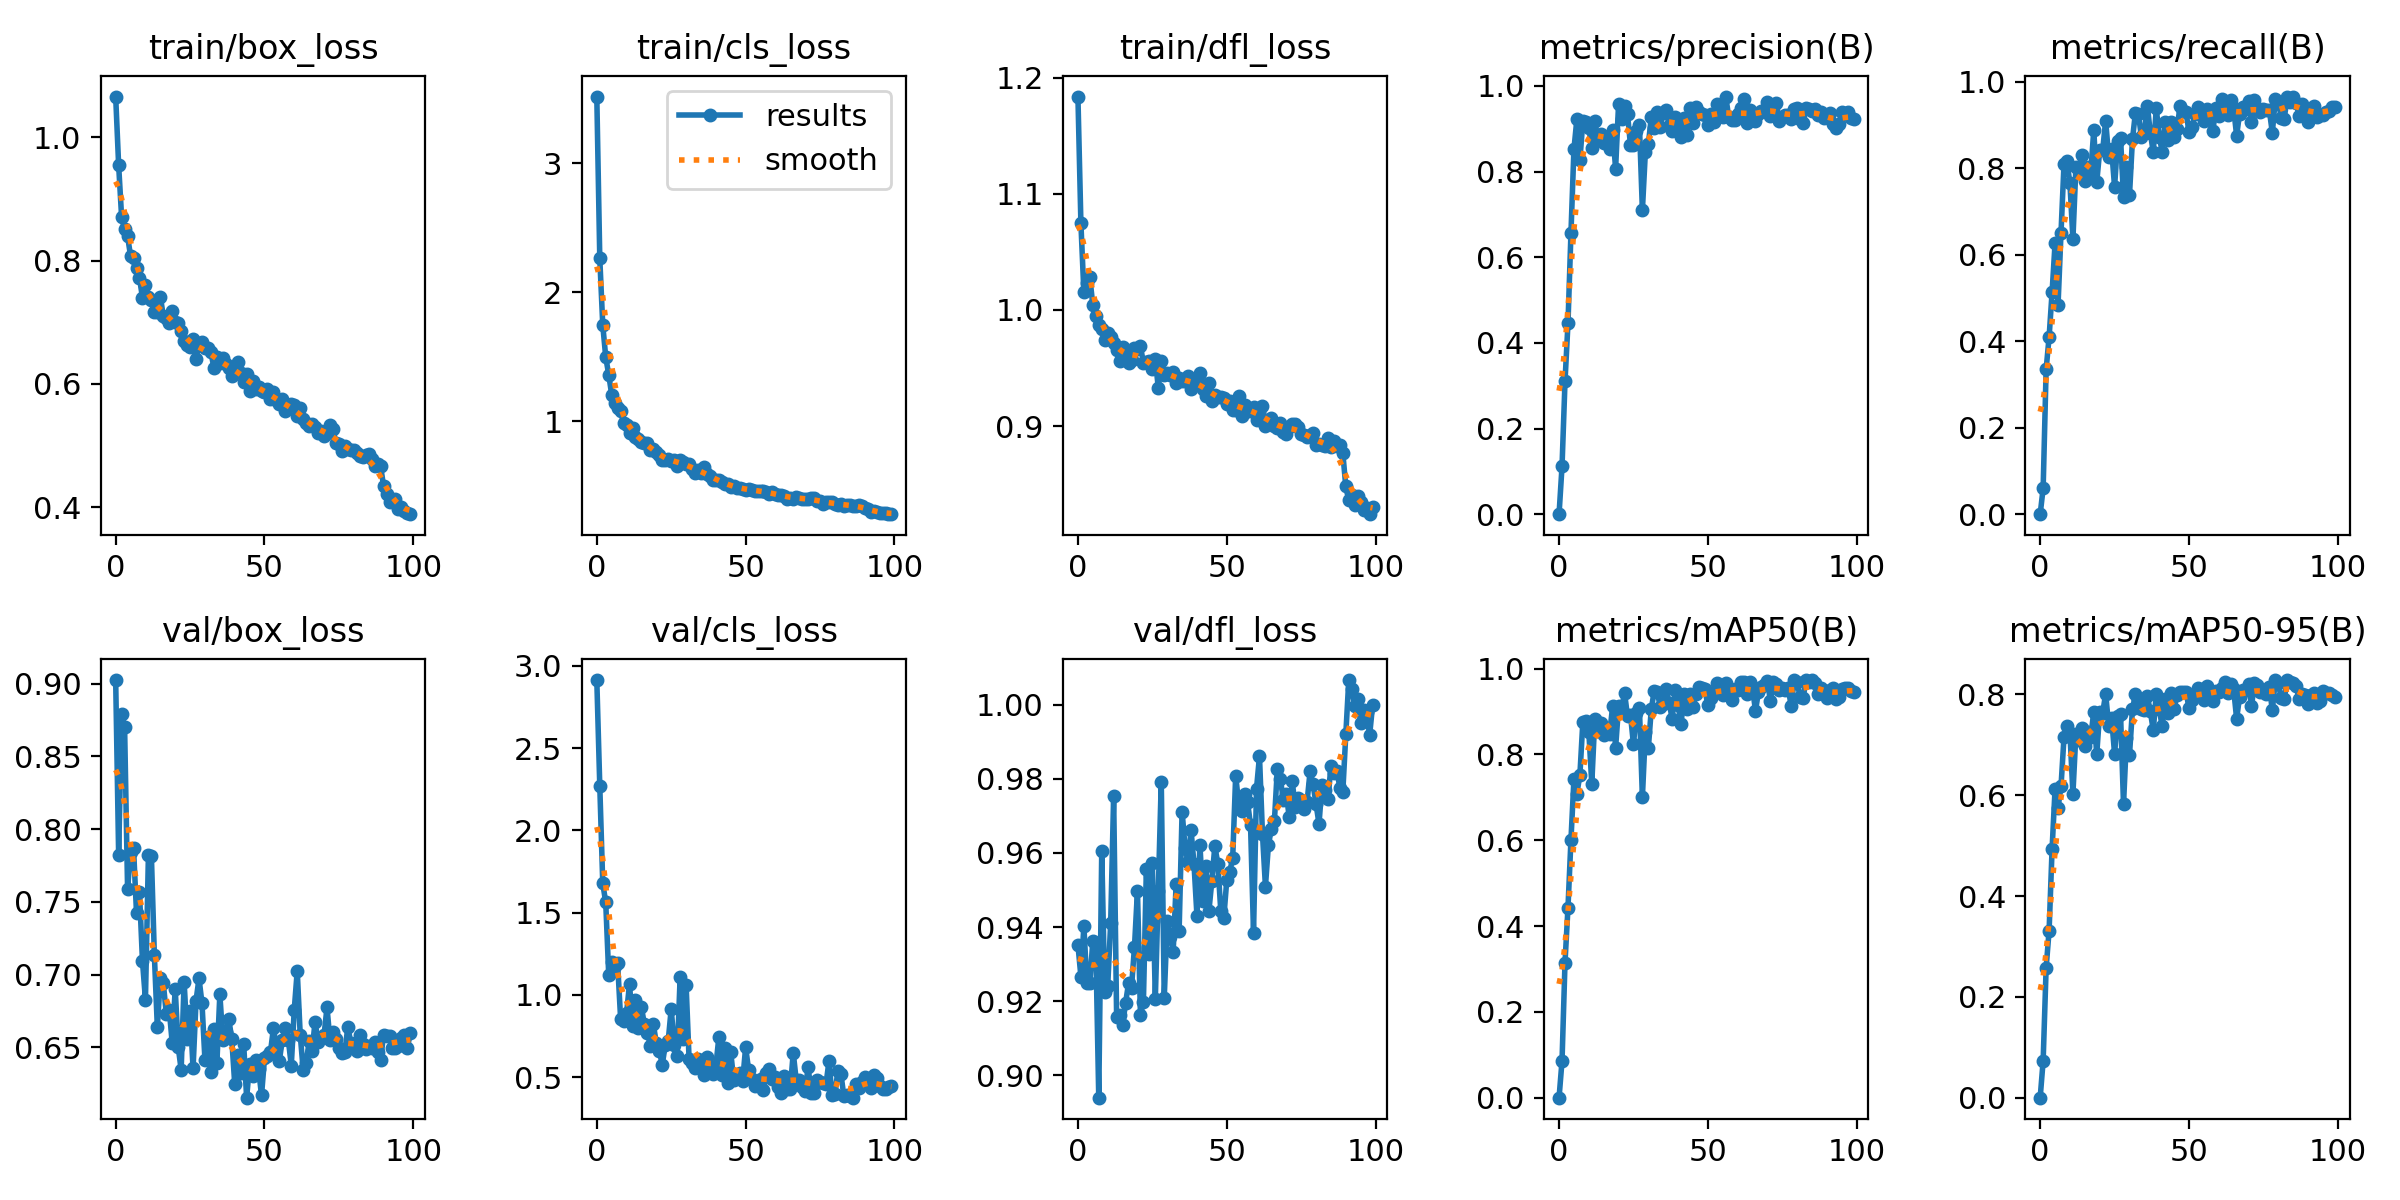 train/box_loss
1.0
0.8
0.6
0.4
0 50 100
train/cls_loss
results
smooth
3
2
1
0 50 100
train/dfl_loss
1.2
1.1
1.0
0.9
0 50 100
metrics/precision(B)
1.0
0.8
0.6
0.4
0.2
0.0
0 50 100
metrics/recall(B)
1.0
0.8
0.6
0.4
0.2
0.0
0 50 100
val/box_loss
0.90
0.85
0.80
0.75
0.70
0.65
0 50 100
val/cls_loss
3.0
2.5
2.0
1.5
1.0
0.5
0 50 100
val/dfl_loss
1.00
0.98
0.96
0.94
0.92
0.90
0 50 100
metrics/mAP50(B)
1.0
0.8
0.6
0.4
0.2
0.0
0 50 100
metrics/mAP50-95(B)
0.8
0.6
0.4
0.2
0.0
0 50 100